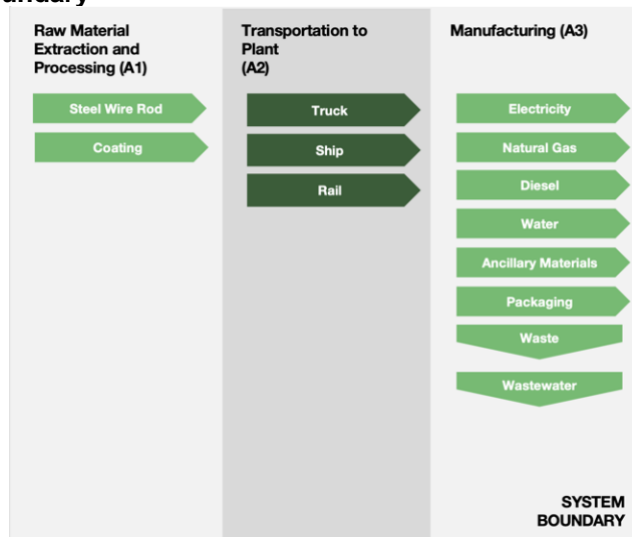 undary
Raw Material
Extraction and
Processing (A1)
Steel Wire Rod
Coating
Transportation to
Plant
(A2)
Truck
Ship
Rail
Manufacturing (A3)
Electricity
Natural Gas
Diesel
Water
Ancillary Materials
Packaging
Waste
Wastewater
SYSTEM
BOUNDARY